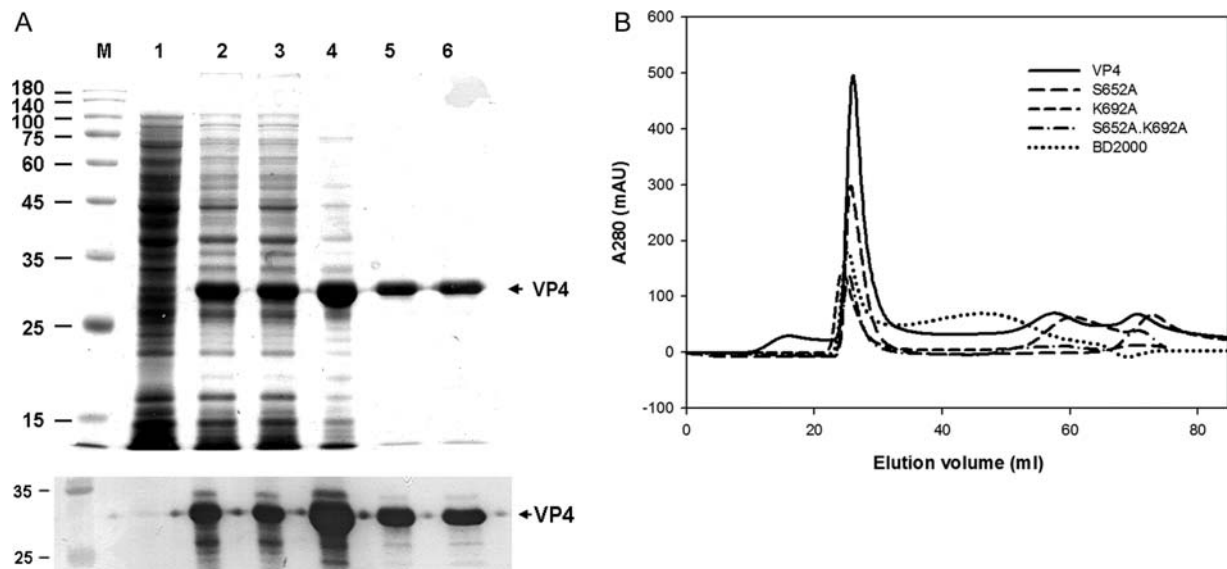 A
M 1 2 3 4 5 6
180
140
100
75
60
45
35
25
15
VP4
35
25
VP4
B
600
500
400
300
200
100
0
-100
A280 (mAU)
0 20 40 60 80
Elution volume (ml)
VP4
S652A
K692A
S652A.K692A
BD2000